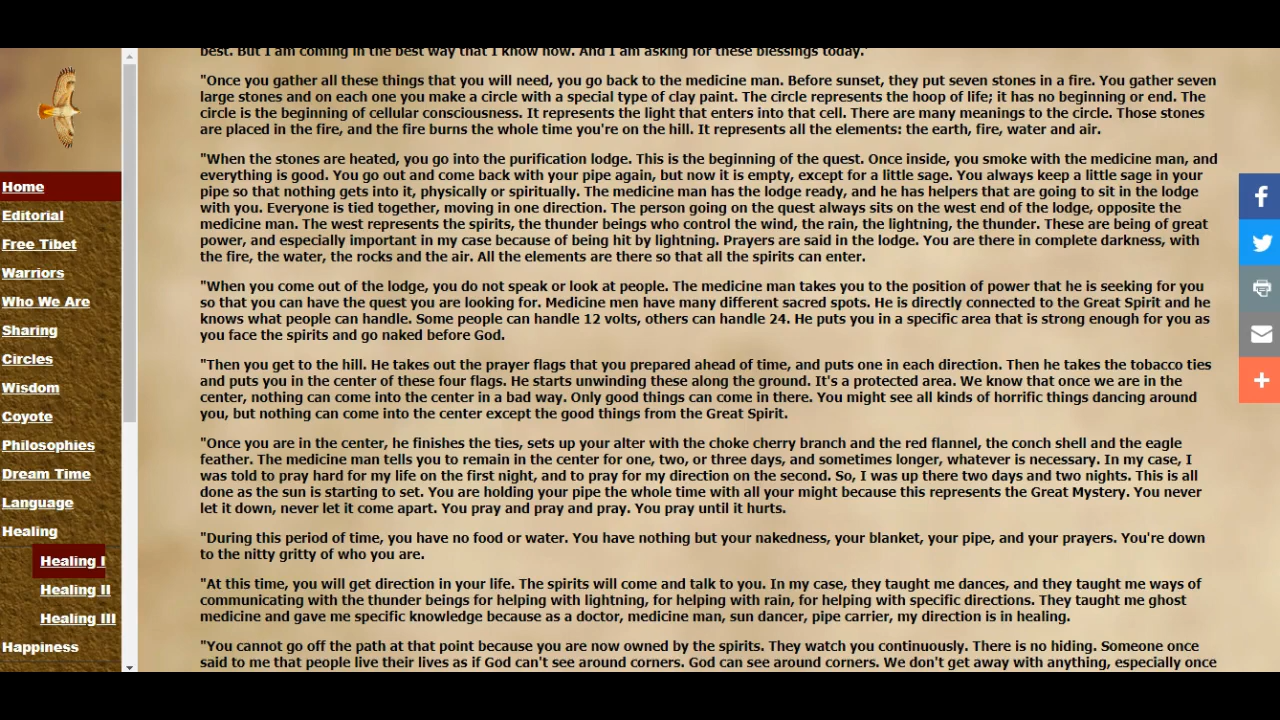 best. But I am coming in the best way that I know how. And I am asking for these blessings today.'
"Once you gather all these things that you will need, you go back to the medicine man. Before sunset, they put seven stones in a fire. You gather seven
large stones and on each one you make a circle with a special type of clay paint. The circle represents the hoop of life; it has no beginning or end. The
circle is the beginning of cellular consciousness. It represents the light that enters into that cell. There are many meanings to the circle. Those stones
are placed in the fire, and the fire burns the whole time you're on the hill. It represents all the elements: the earth, fire, water and air.
"When the stones are heated, you go into the purification lodge. This is the beginning of the quest. Once inside, you smoke with the medicine man, and
everything is good. You go out and come back with your pipe again, but now it is empty, except for a little sage. You always keep a little sage in your
pipe so that nothing gets into it, physically or spiritually. The medicine man has the lodge ready, and he has helpers that are going to sit in the lodge
with you. Everyone is tied together, moving in one direction. The person going on the quest always sits on the west end of the lodge, opposite the
medicine man. The west represents the spirits, the thunder beings who control the wind, the rain, the lightning, the thunder. These are being of great
power, and especially important in my case because of being hit by lightning. Prayers are said in the lodge. You are there in complete darkness, with
the fire, the water, the rocks and the air. All the elements are there so that all the spirits can enter.
"When you come out of the lodge, you do not speak or look at people. The medicine man takes you to the position of power that he is seeking for you
so that you can have the quest you are looking for. Medicine men have many different sacred spots. He is directly connected to the Great Spirit and he
knows what people can handle. Some people can handle 12 volts, others can handle 24. He puts you in a specific area that is strong enough for you as
you face the spirits and go naked before God.
"Then you get to the hill. He takes out the prayer flags that you prepared ahead of time, and puts one in each direction. Then he takes the tobacco ties
and puts you in the center of these four flags. He starts unwinding these along the ground. It's a protected area. We know that once we are in the
center, nothing can come into the center in a bad way. Only good things can come in there. You might see all kinds of horrific things dancing around
you, but nothing can come into the center except the good things from the Great Spirit.
"Once you are in the center, he finishes the ties, sets up your alter with the choke cherry branch and the red flannel, the conch shell and the eagle
feather. The medicine man tells you to remain in the center for one, two, or three days, and sometimes longer, whatever is necessary. In my case, I
was told to pray hard for my life on the first night, and to pray for my direction on the second. So, I was up there two days and two nights. This is all
done as the sun is starting to set. You are holding your pipe the whole time with all your might because this represents the Great Mystery. You never
let it down, never let it come apart. You pray and pray and pray. You pray until it hurts.
"During this period of time, you have no food or water. You have nothing but your nakedness, your blanket, your pipe, and your prayers. You're down
to the nitty gritty of who you are.
"At this time, you will get direction in your life. The spirits will come and talk to you. In my case, they taught me dances, and they taught me ways of
communicating with the thunder beings for helping with lightning, for helping with rain, for helping with specific directions. They taught me ghost
medicine and gave me specific knowledge because as a doctor, medicine man, sun dancer, pipe carrier, my direction is in healing.
"You cannot go off the path at that point because you are now owned by the spirits. They watch you continuously. There is no hiding. Someone once
said to me that people live their lives as if God can't see around corners. God can see around corners. We don't get away with anything, especially once
Home
Editorial
Free Tibet
Warriors
Who We Are
Sharing
Circles
Wisdom
Coyote
Philosophies
Dream Time
Language
Healing
Healing I
Healing II
Healing III
Happiness